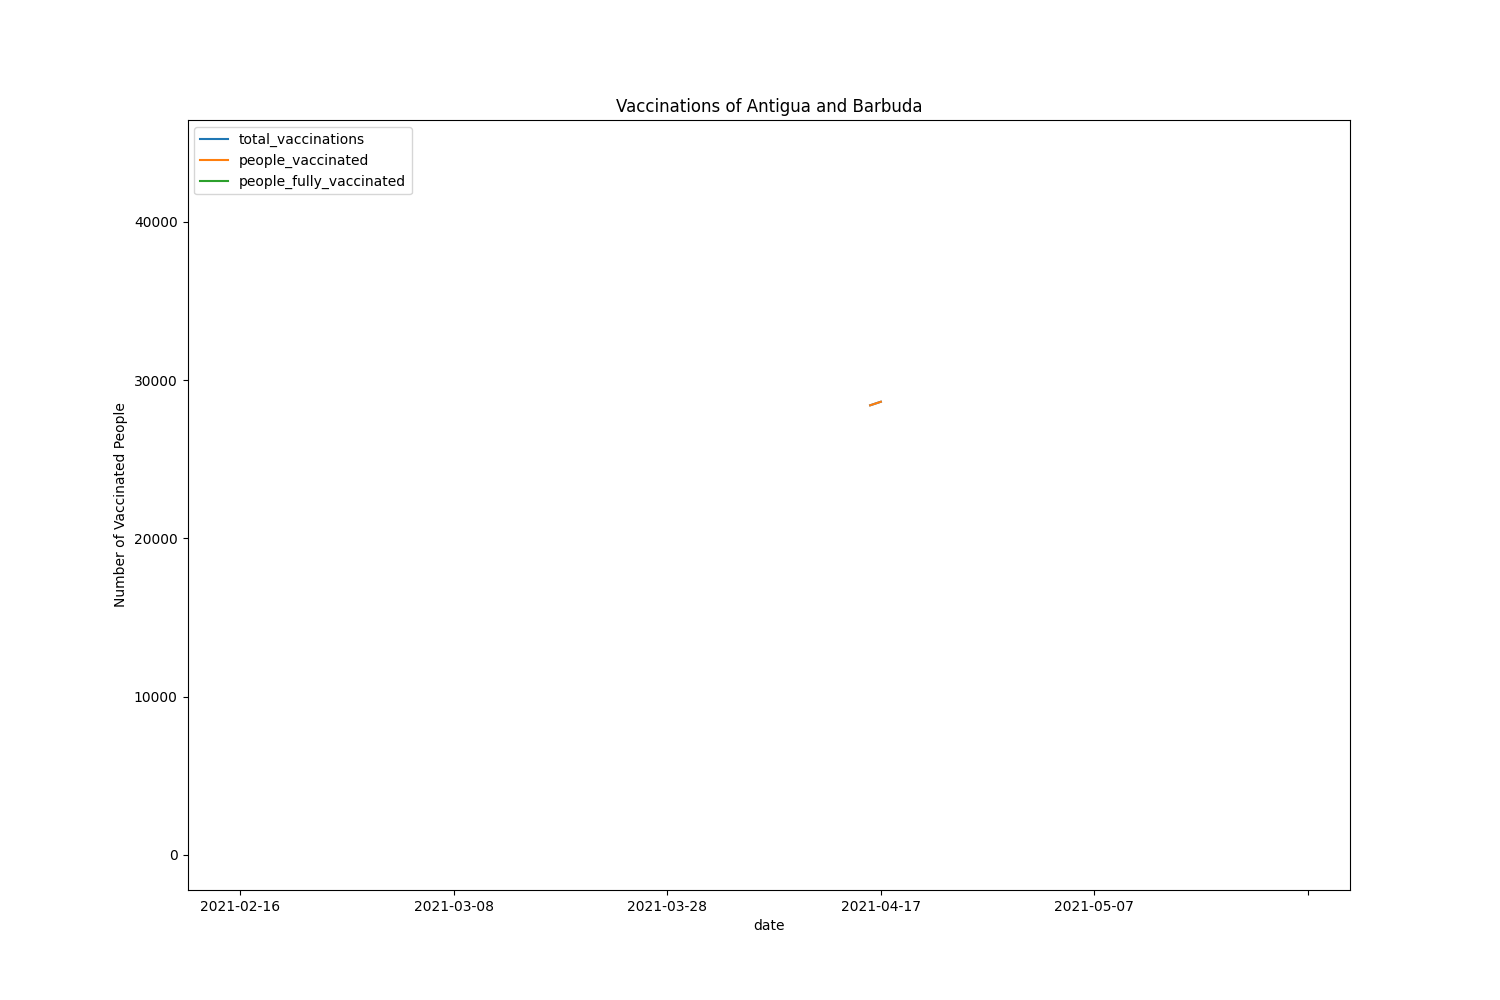 Vaccinations of Antigua and Barbuda
total_vaccinations
people_vaccinated
people_fully_vaccinated
40000
30000
20000
10000
0
Number of Vaccinated People
2021-02-16
2021-03-08
2021-03-28
2021-04-17
2021-05-07
date